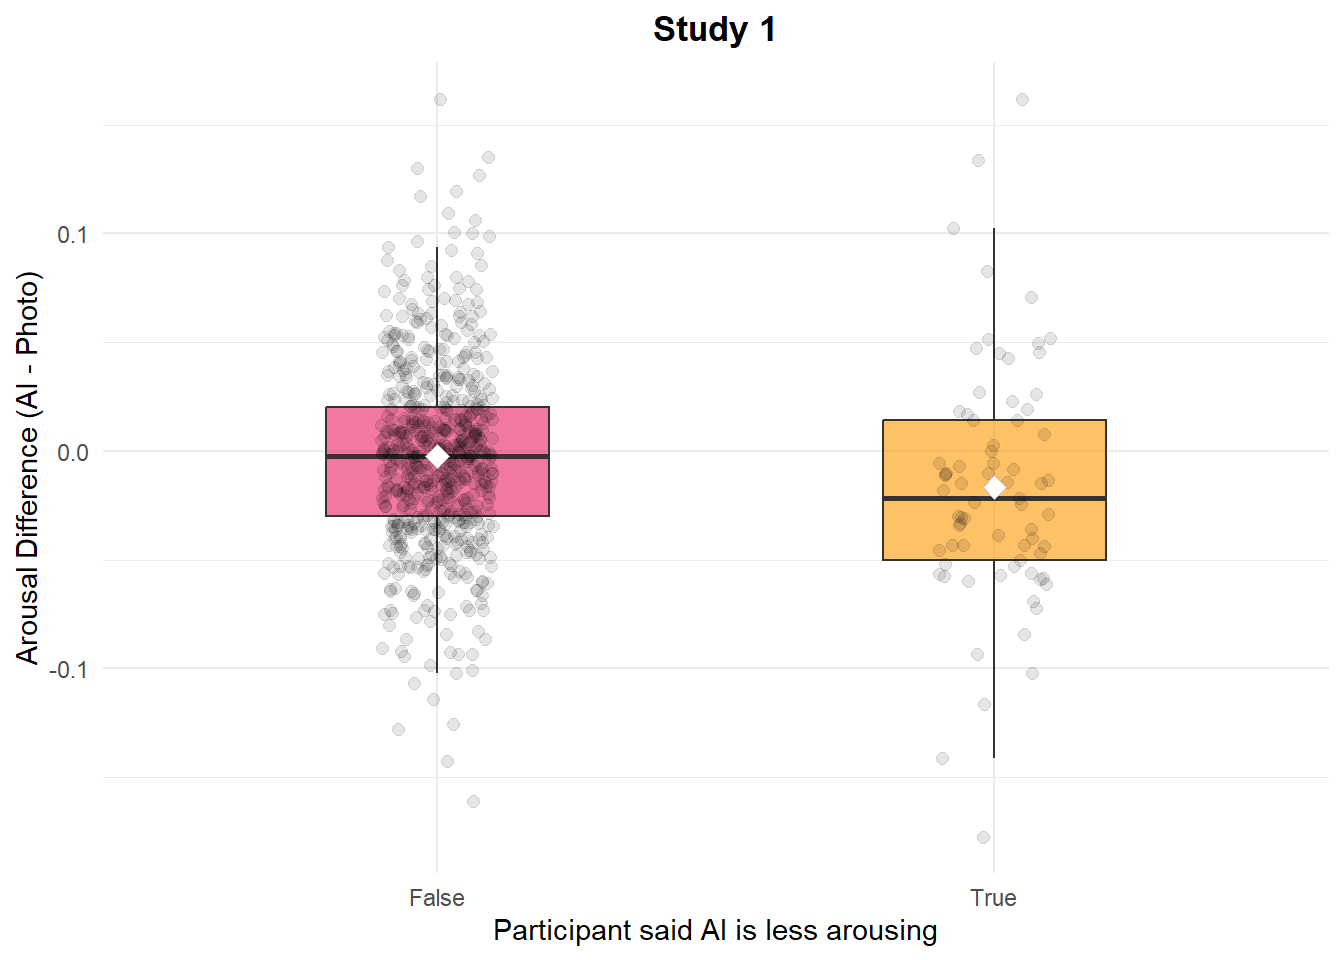 Study 1
Arousal Difference (AI - Photo)
0.1
0.0
-0.1
False
True
Participant said AI is less arousing